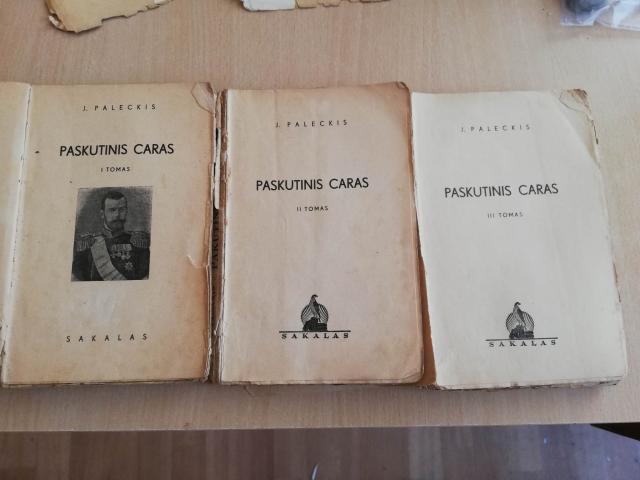 J. PALECKIS
PASKUTINIS CARAS
I TOMAS
SAKALAS
J. PALECKIS
PASKUTINIS CARAS
II TOMAS
SAKALAS
J. PALECKIS
PASKUTINIS CARAS
III TOMAS
SAKALAS